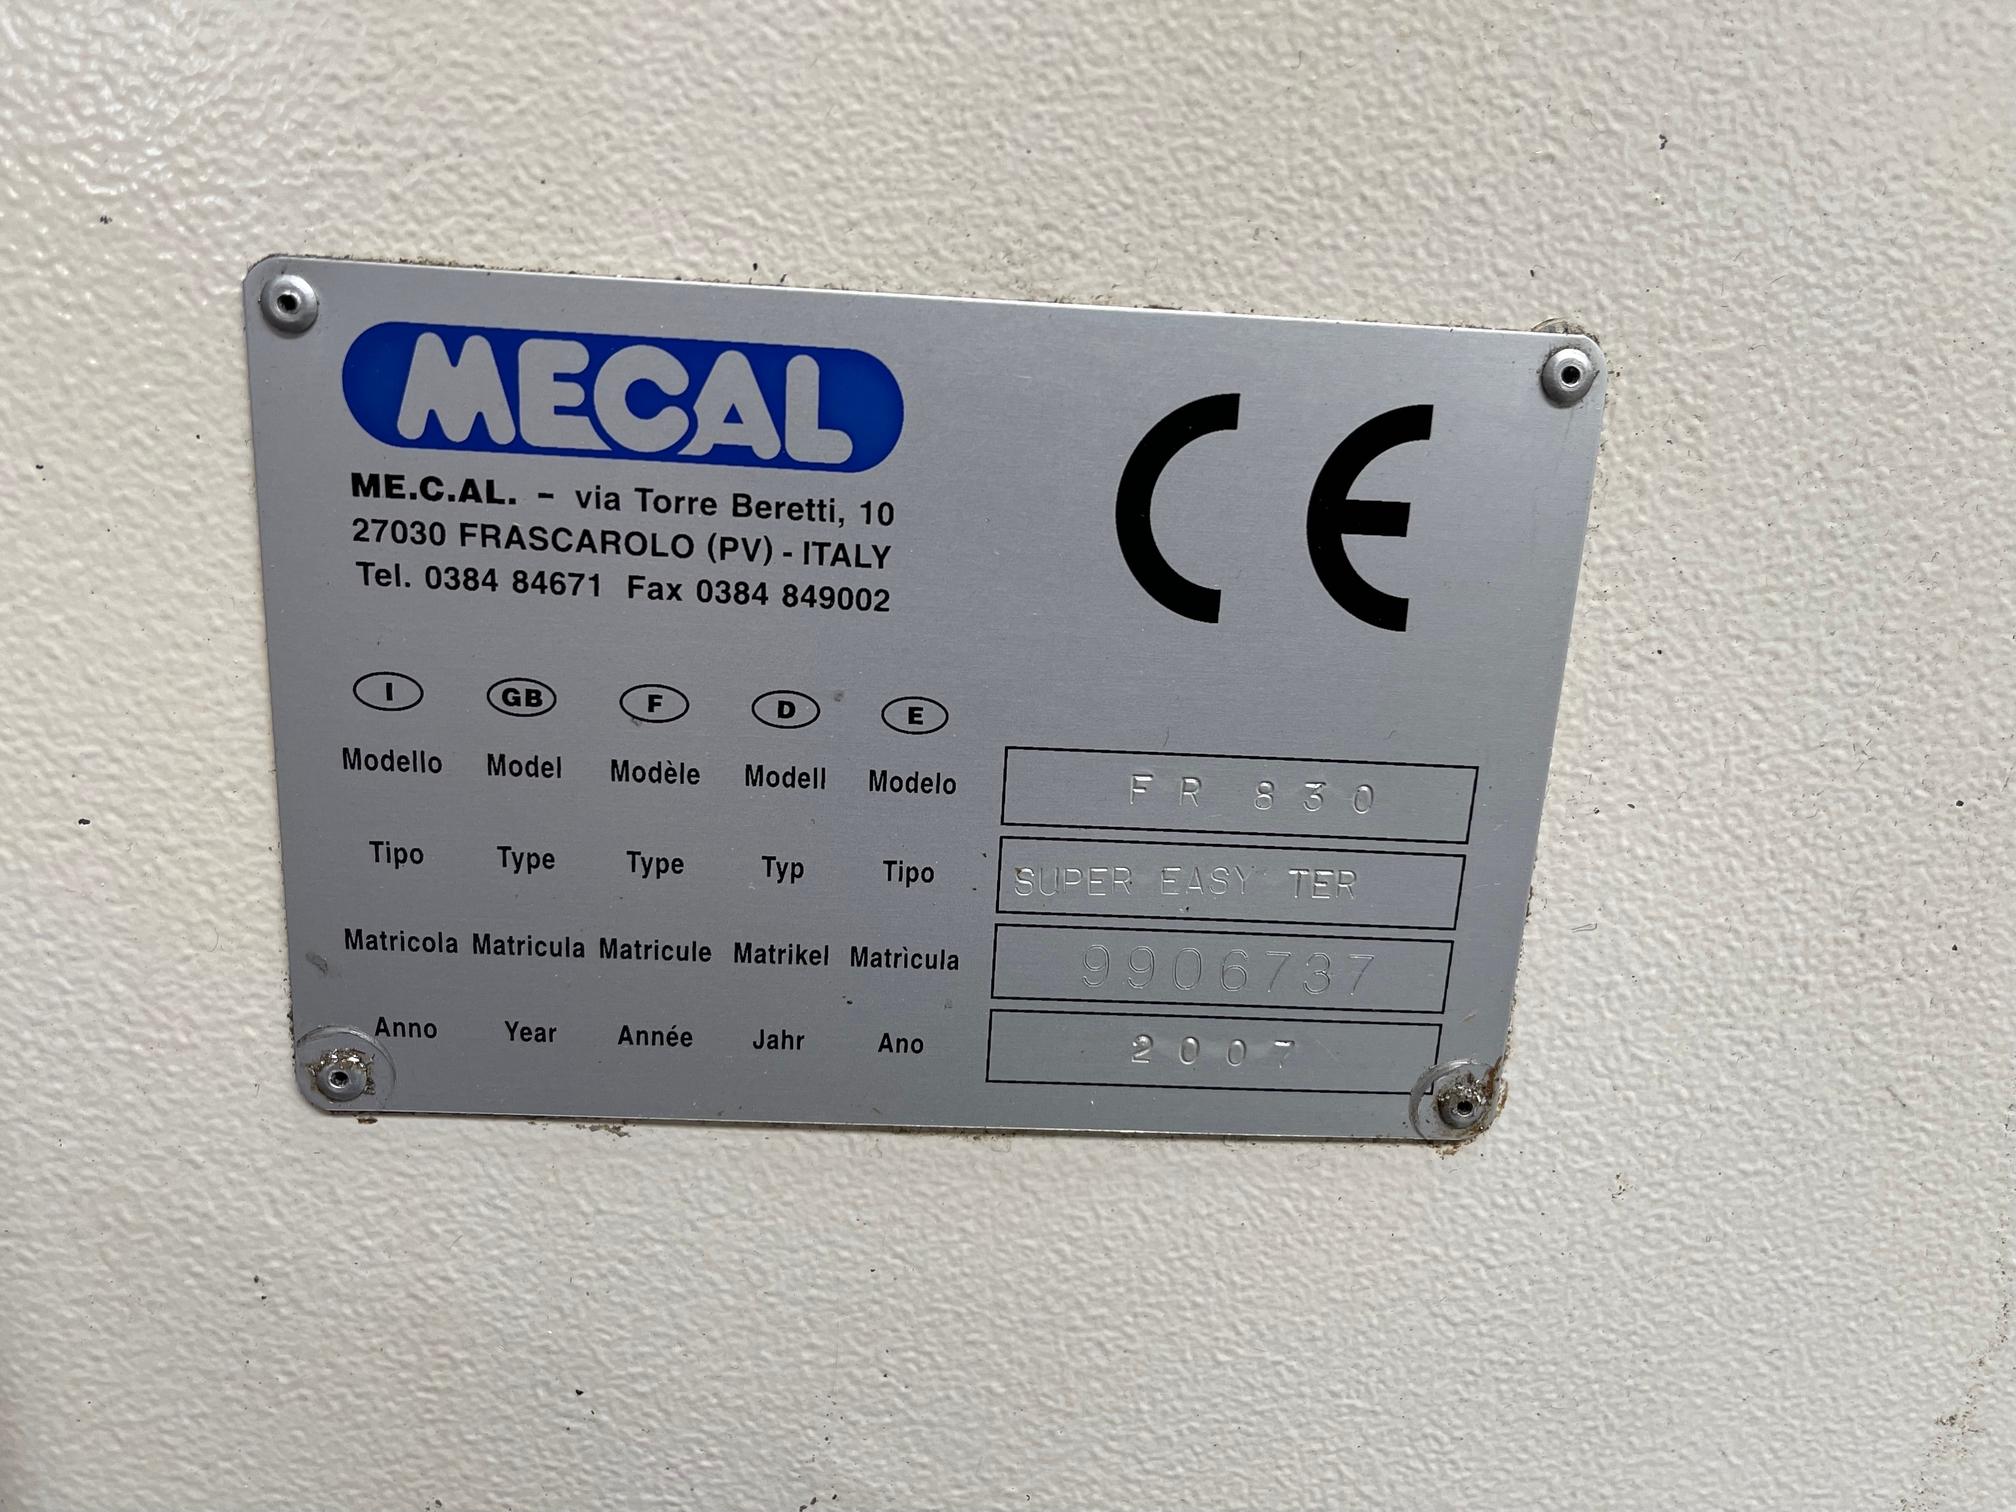 MECAL
CE
ME.C.AL. - via Torre Beretti, 10
27030 FRASCAROLO (PV) - ITALY
Tel. 0384 84671 Fax 0384 849002
I GB F D E
Modello Model Modèle Modell Modelo FR 830
Tipo Type Type Typ Tipo SUPER EASY TER
Matricola Matricula Matricule Matrikel Matrìcula 9906737
Anno Year Année Jahr Ano 2007